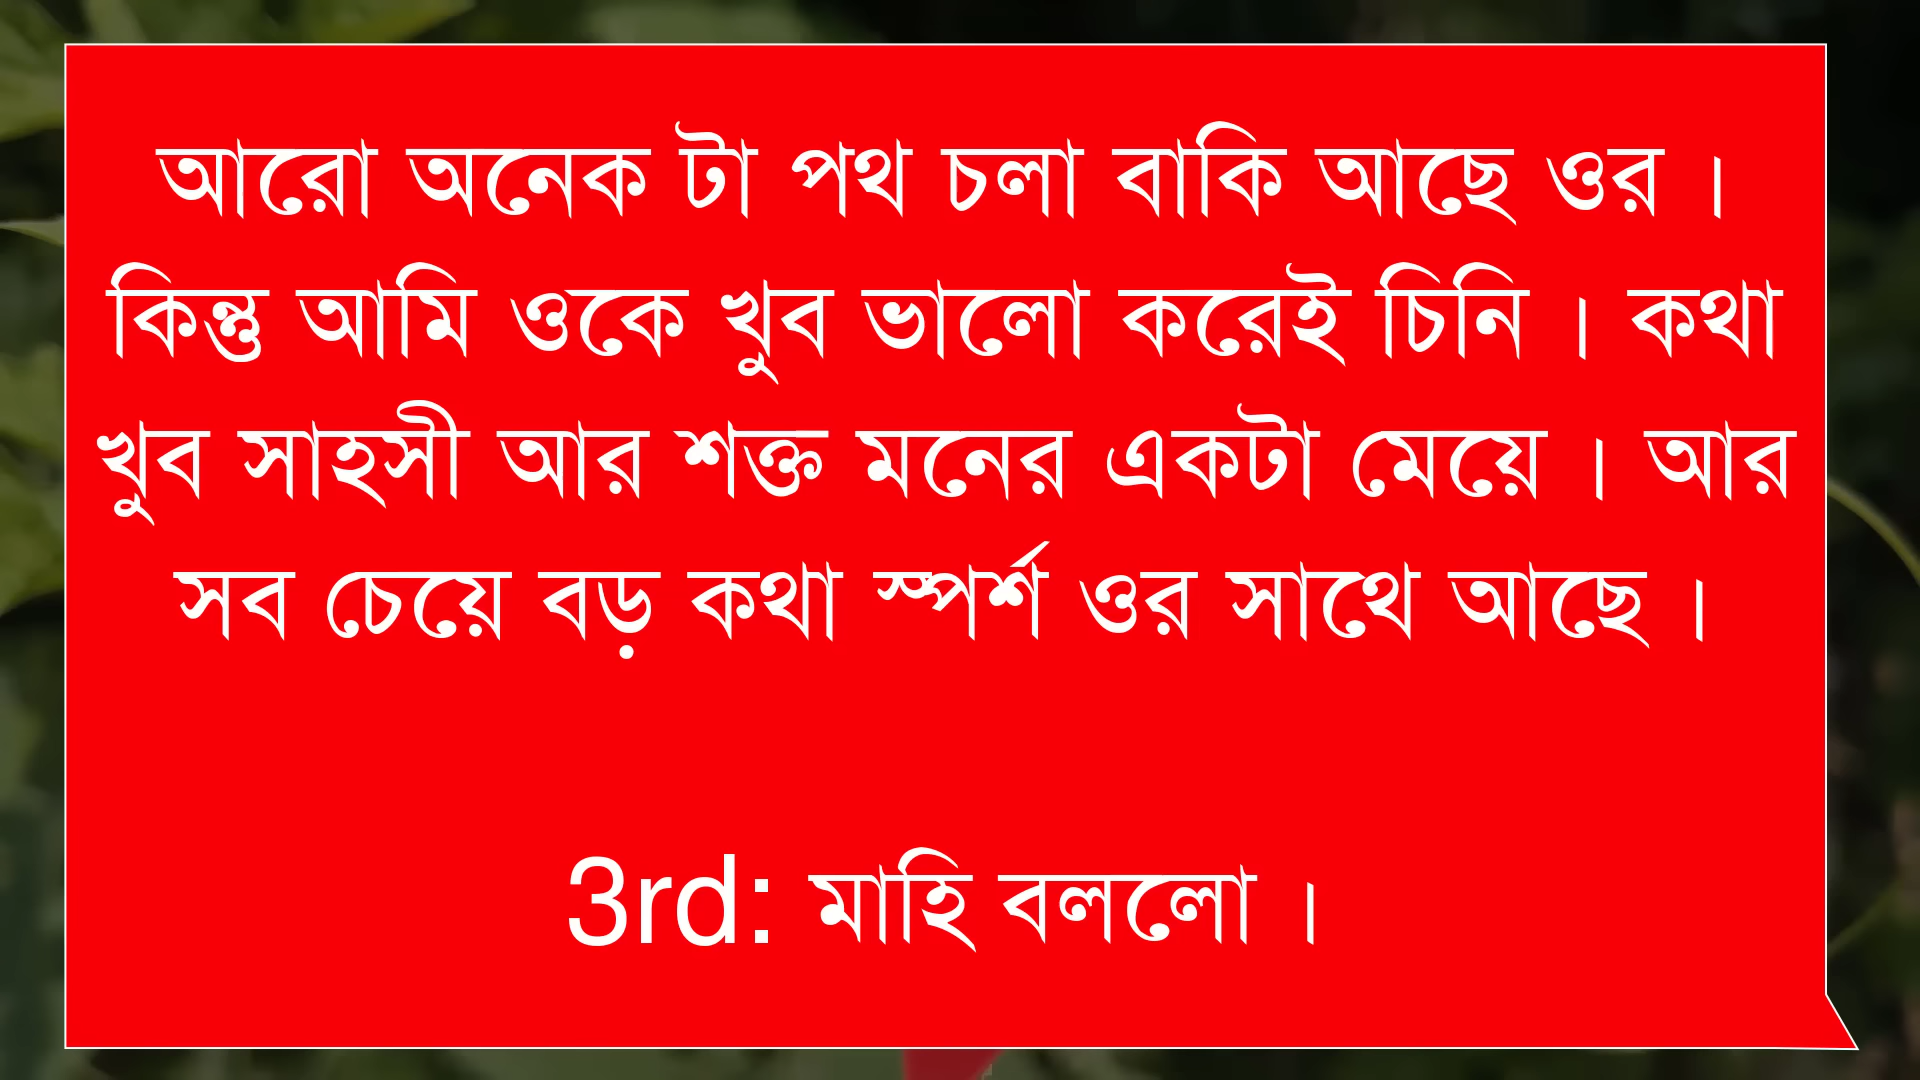 আরো অনেক টা পথ চলা বাকি আছে ওর ।
কিন্তু আমি ওকে খুব ভালো করেই চিনি । কথা
খুব সাহসী আর শক্ত মনের একটা মেয়ে । আর
সব চেয়ে বড় কথা স্পর্শ ওর সাথে আছে ।
3rd: মাহি বললো ।